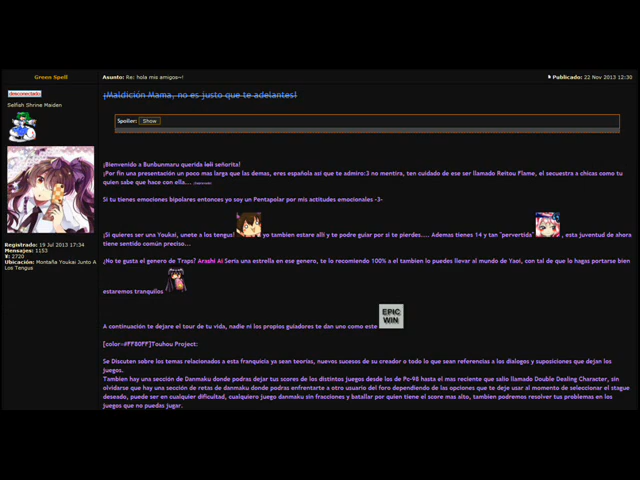 Green Spell
Asunto: Re: hola mis amigos~!
Publicado: 22 Nov 2013 12:30
desconectado
¡Maldición Mama, no es justo que te adelantes!
Selfish Shrine Maiden
Spoiler: Show
¡Bienvenido a Bunbunmaru querida loli señorita!
¡Por fin una presentación un poco mas larga que las demas, eres española así que te admiro:3 no mentira, ten cuidado de ese ser llamado Reitou Flame, el secuestra a chicas como tu
quien sabe que hace con ella...
Si tu tienes emociones bipolares entonces yo soy un Pentapolar por mis actitudes emocionales -3-
¡Si quieres ser una Youkai, unete a los tengus! yo tambien estare alli y te podre guiar por si te pierdes.... Ademas tienes 14 y tan "pervertida" , esta juventud de ahora
tiene sentido común preciso...
Registrado: 19 Jul 2013 17:34
Mensajes: 1153
¥: 2720
Ubicación: Montaña Youkai Junto A
Los Tengus
¿No te gusta el genero de Traps? Arashi Ai Seria una estrella en ese genero, te lo recomiendo 100% a el tambien lo puedes llevar al mundo de Yaoi, con tal de lo hagas portarse bien
estaremos tranquilos
EPIC
WIN
A continuación te dejare el tour de tu vida, nadie ni los propios guiadores te dan uno como este
[color=#FF80FF]Touhou Project:
Se Discuten sobre los temas relacionados a esta franquicia ya sean teorías, nuevos sucesos de su creador o todo lo que sean referencias a los dialogos y suposiciones que dejan los
juegos.
Tambien hay una sección de Danmaku donde podras dejar tus scores de los distintos juegos desde los de Pc-98 hasta el mas reciente que salio llamado Double Dealing Character, sin
olvidarse que hay una sección de retas de danmaku donde podras enfrentarte a otro usuario del foro dependiendo de las opciones que te deje usar al momento de seleccionar el stague
deseado, puede ser en cualquier dificultad, cualquiero juego danmaku sin fracciones y batallar por quien tiene el score mas alto, tambien podremos resolver tus problemas en los
juegos que no puedas jugar.